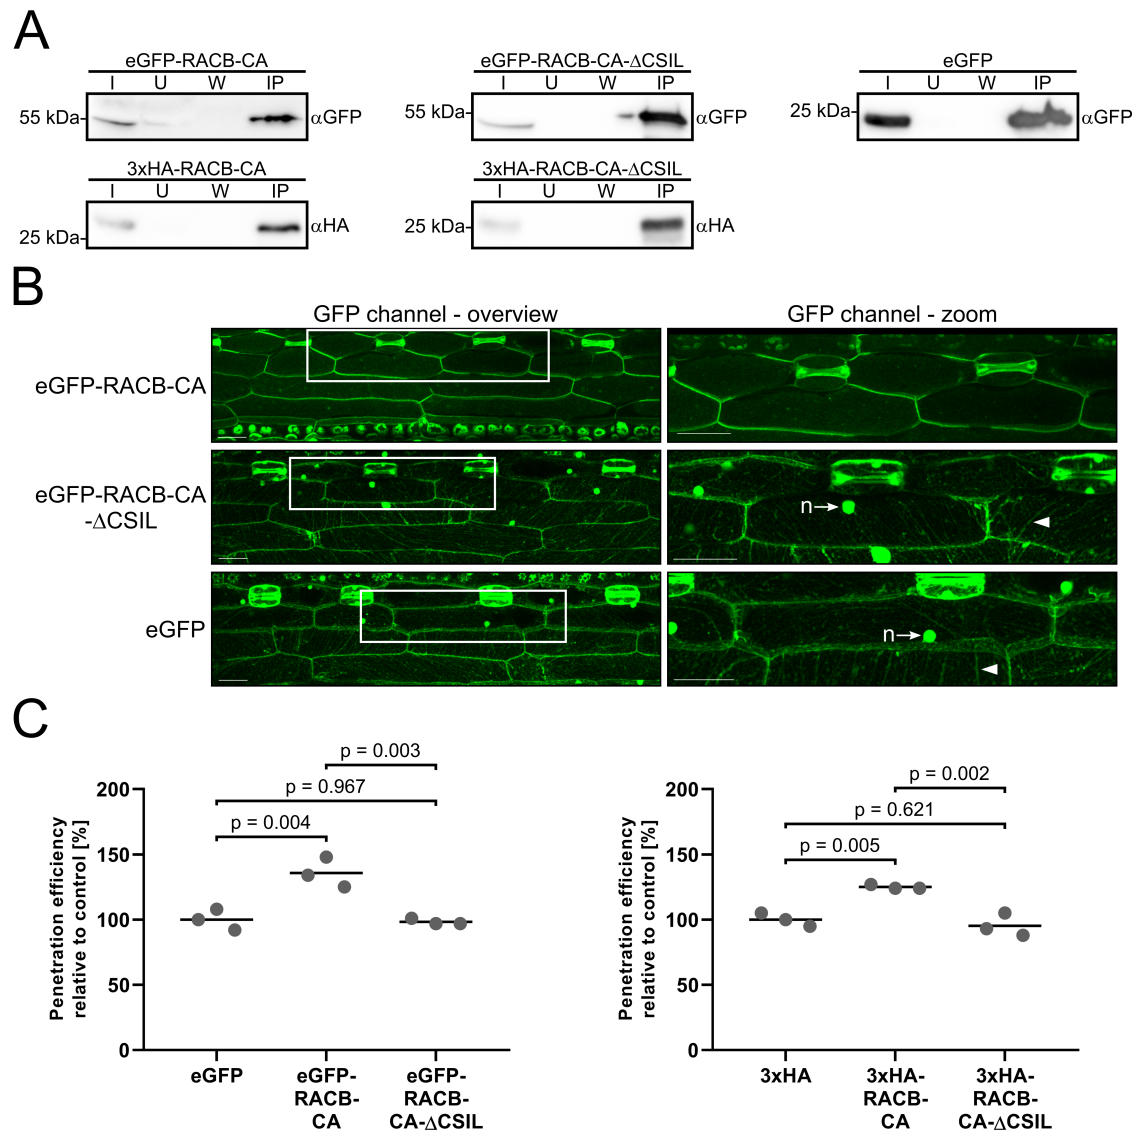 A
eGFP-RACB-CA
I U W IP
55 kDa
αGFP
eGFP-RACB-CA-ΔCSIL
I U W IP
55 kDa
αGFP
eGFP
I U W IP
25 kDa
αGFP
3xHA-RACB-CA
I U W IP
25 kDa
αHA
3xHA-RACB-CA-ΔCSIL
I U W IP
25 kDa
αHA
B
GFP channel - overview
GFP channel - zoom
eGFP-RACB-CA
eGFP-RACB-CA
-ΔCSIL
n
eGFP
n
C
Penetration efficiency
relative to control [%]
200
150
100
50
0
p = 0.003
p = 0.967
p = 0.004
eGFP
eGFP-
RACB-
CA
eGFP-
RACB-
CA-ΔCSIL
Penetration efficiency
relative to control [%]
200
150
100
50
0
p = 0.002
p = 0.621
p = 0.005
3xHA
3xHA-
RACB-
CA
3xHA-
RACB-
CA-ΔCSIL